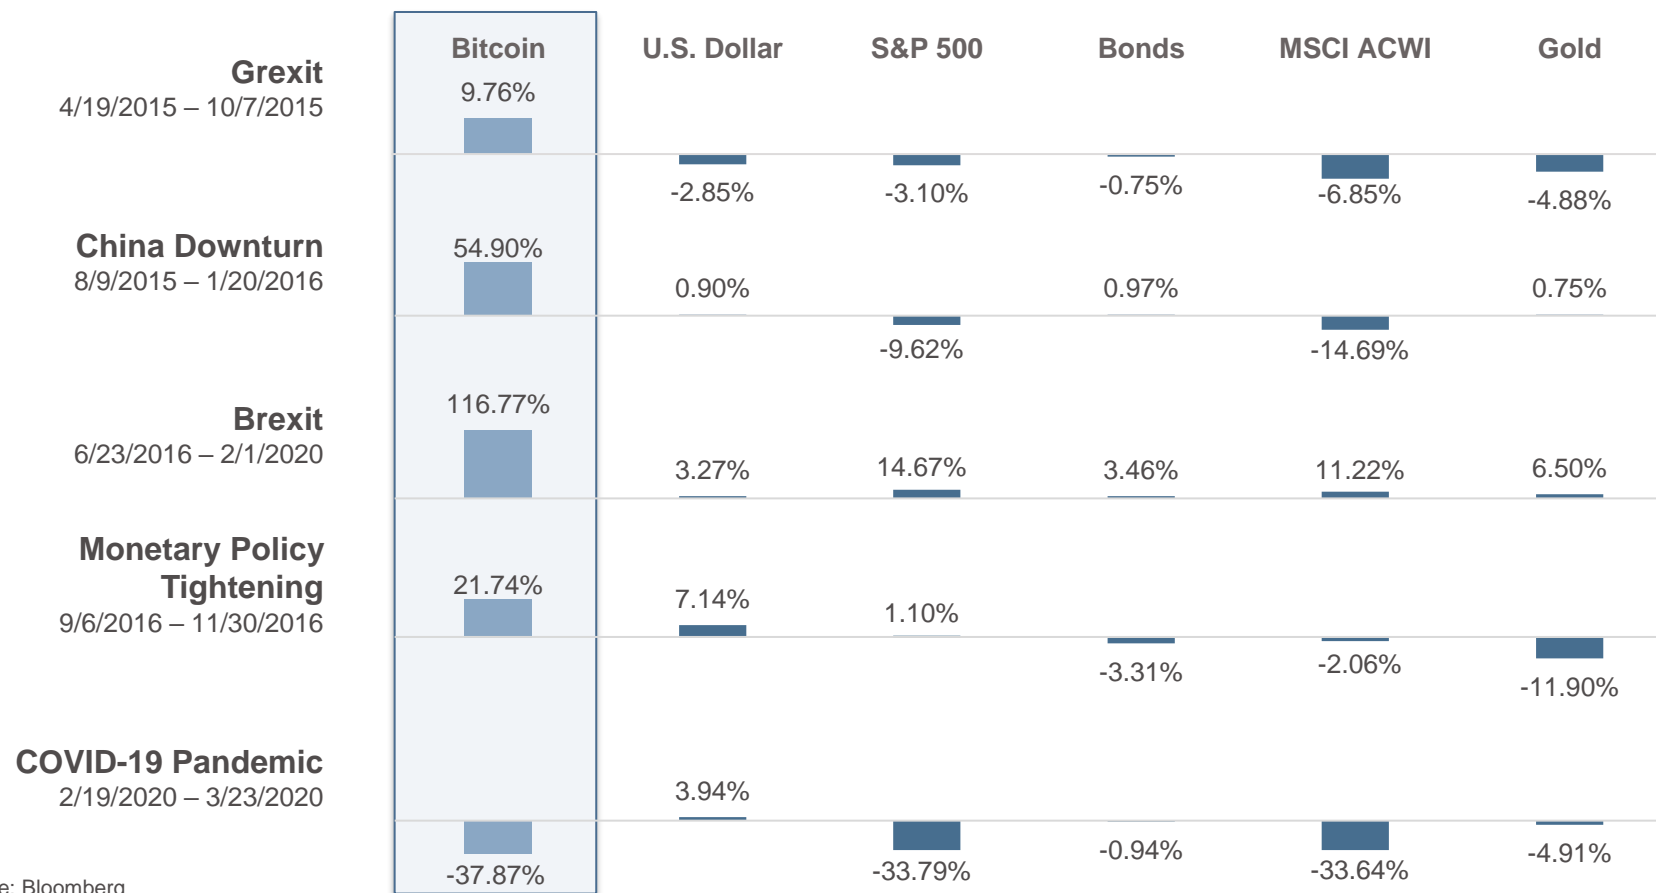 Bitcoin U.S. Dollar S&P 500 Bonds MSCI ACWI Gold
Grexit
4/19/2015 – 10/7/2015
9.76%
-2.85% -3.10% -0.75% -6.85% -4.88%
China Downturn
8/9/2015 – 1/20/2016
54.90%
0.90% 0.97% 0.75%
-9.62% -14.69%
Brexit
6/23/2016 – 2/1/2020
116.77%
3.27% 14.67% 3.46% 11.22% 6.50%
Monetary Policy
Tightening
9/6/2016 – 11/30/2016
21.74% 7.14% 1.10%
-3.31% -2.06% -11.90%
COVID-19 Pandemic
2/19/2020 – 3/23/2020
3.94%
-37.87% -33.79% -0.94% -33.64% -4.91%
Bloomberg